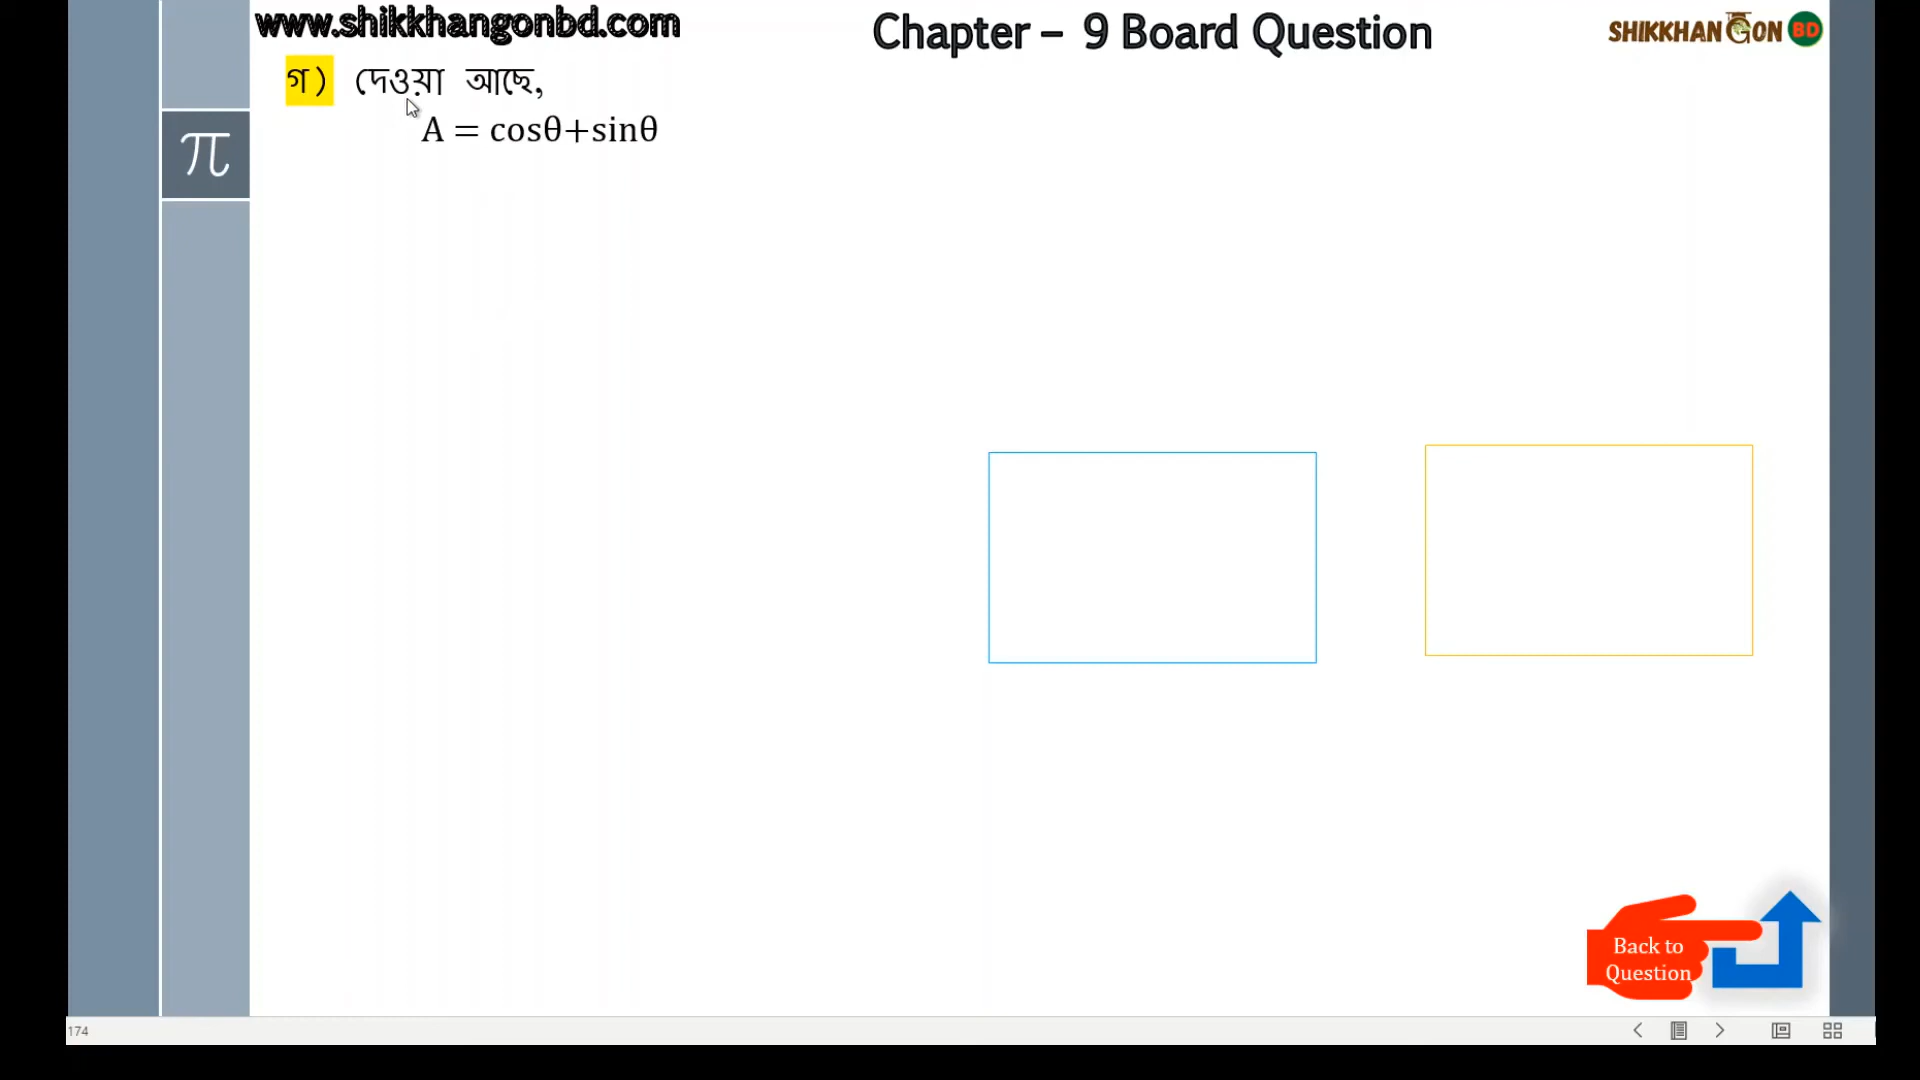 www.shikkhangonbd.com
Chapter – 9 Board Question
SHIKKHANGON BD
গ) দেওয়া আছে,
A = cosθ+sinθ
π
Back to
Question
174